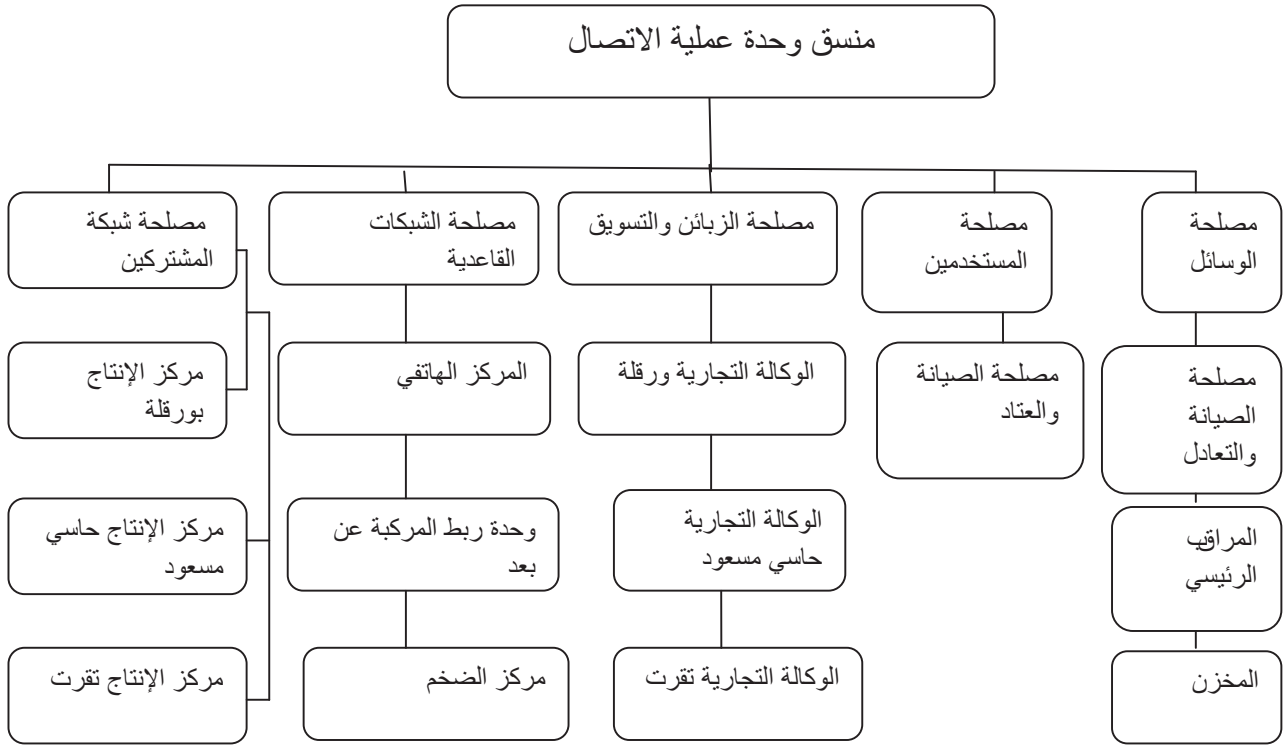 منسق وحدة عملية الاتصال
مصلحة
الوسائل
مصلحة
المستخدمين
مصلحة الزبائن والتسويق
مصلحة الشبكات
القاعدية
مصلحة شبكة
المشتركين
مصلحة
الصيانة
والتعادل
مصلحة الصيانة
والعتاد
الوكالة التجارية ورقلة
المركز الهاتفي
مركز الإنتاج
بورقلة
المراقب
الرئيسي
الوكالة التجارية
حاسي مسعود
وحدة ربط المركبة عن
بعد
مركز الإنتاج حاسي
مسعود
المخزن
الوكالة التجارية تقرت
مركز الضخم
مركز الإنتاج تقرت